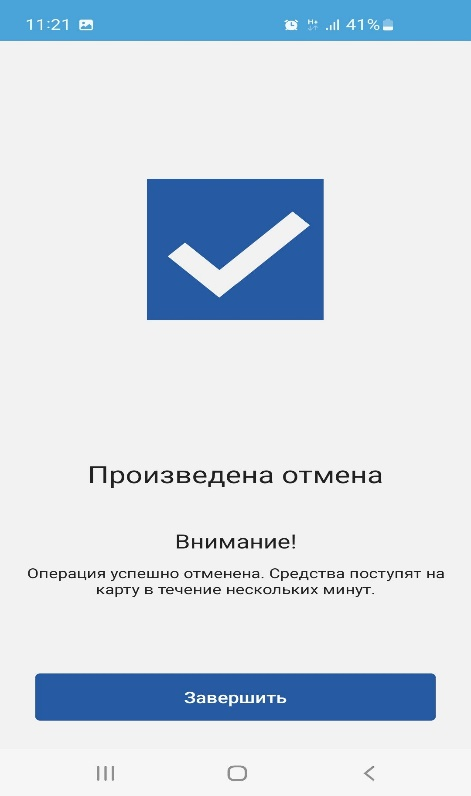 11:21
H+
41%
Произведена отмена
Внимание!
Операция успешно отменена. Средства поступят на
карту в течение нескольких минут.
Завершить